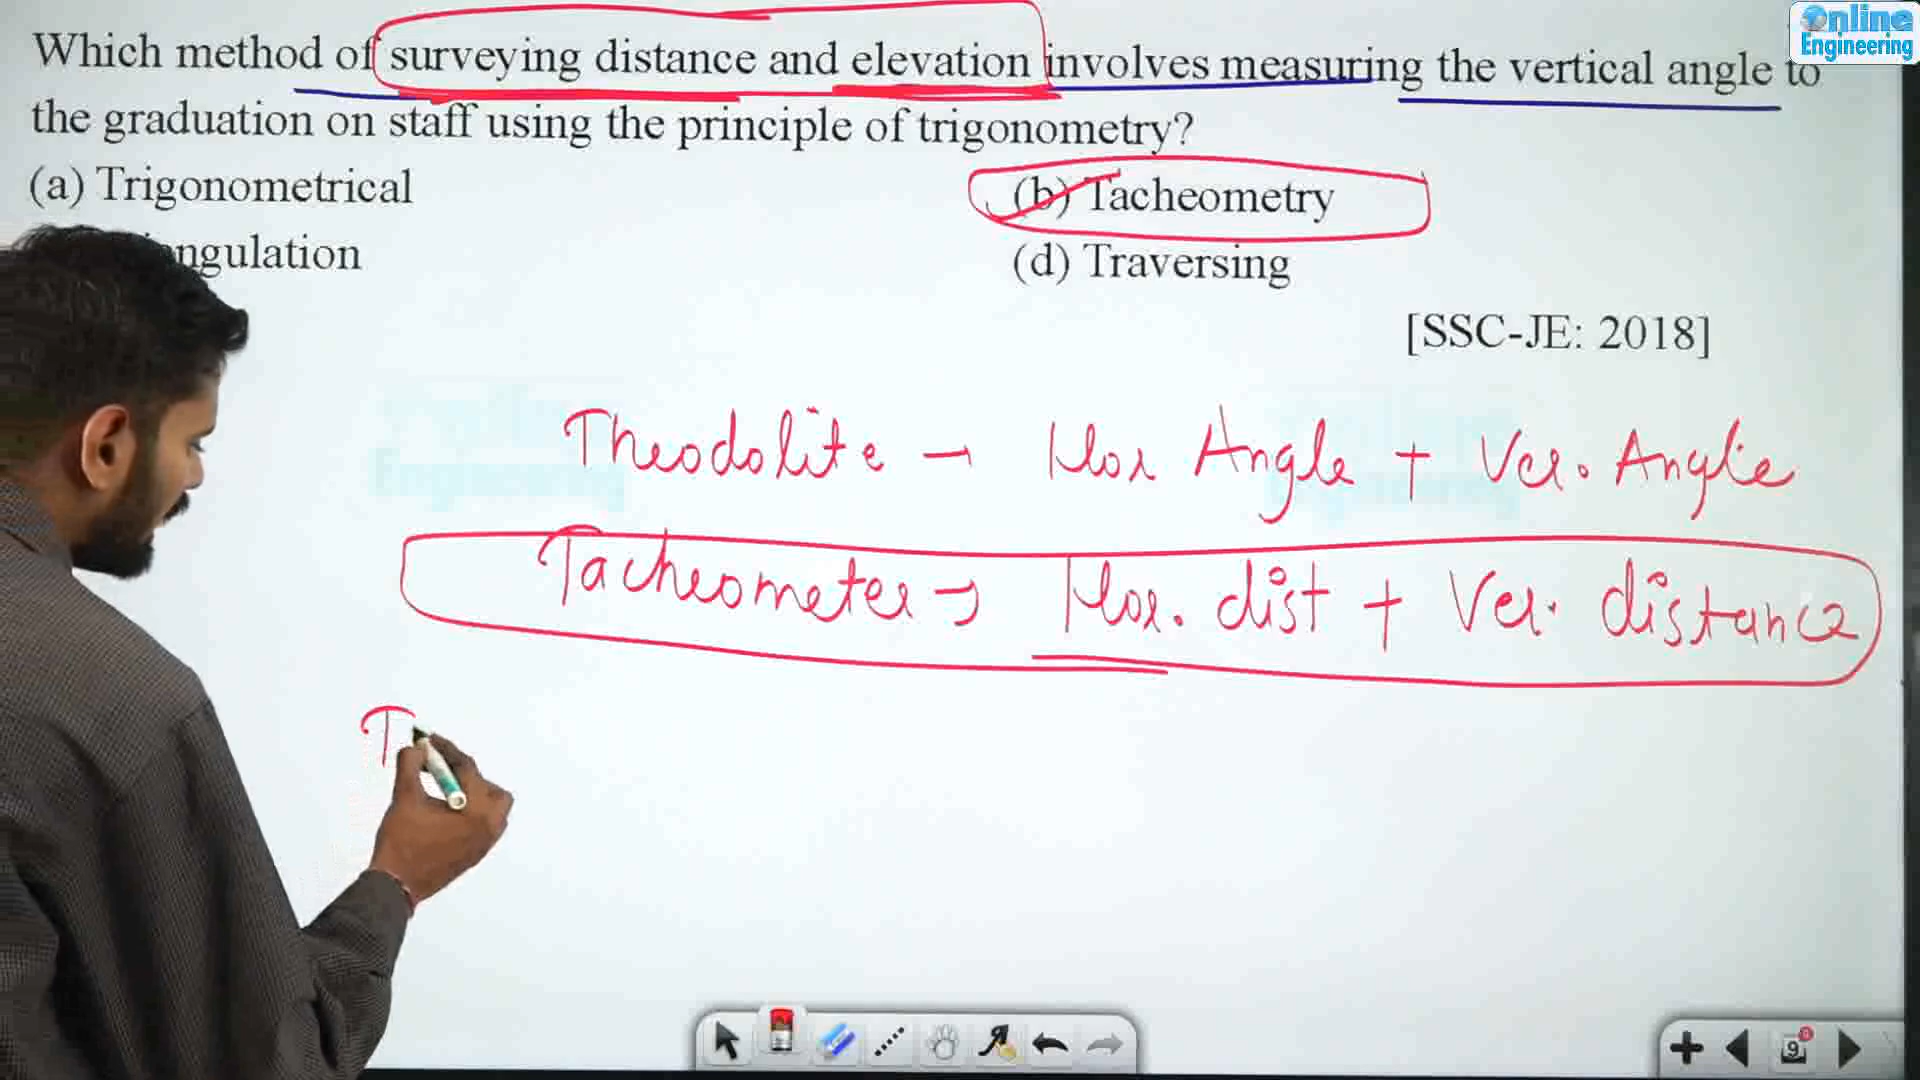 Online
Engineering
Which method of surveying distance and elevation involves measuring the vertical angle to
the graduation on staff using the principle of trigonometry?
(a) Trigonometrical
(b) Tacheometry
ngulation
(d) Traversing
[SSC-JE: 2018]
Theodolite → Hor Angle + Ver. Angle
Tacheometer → Hor. dist + Ver. distance
T
9